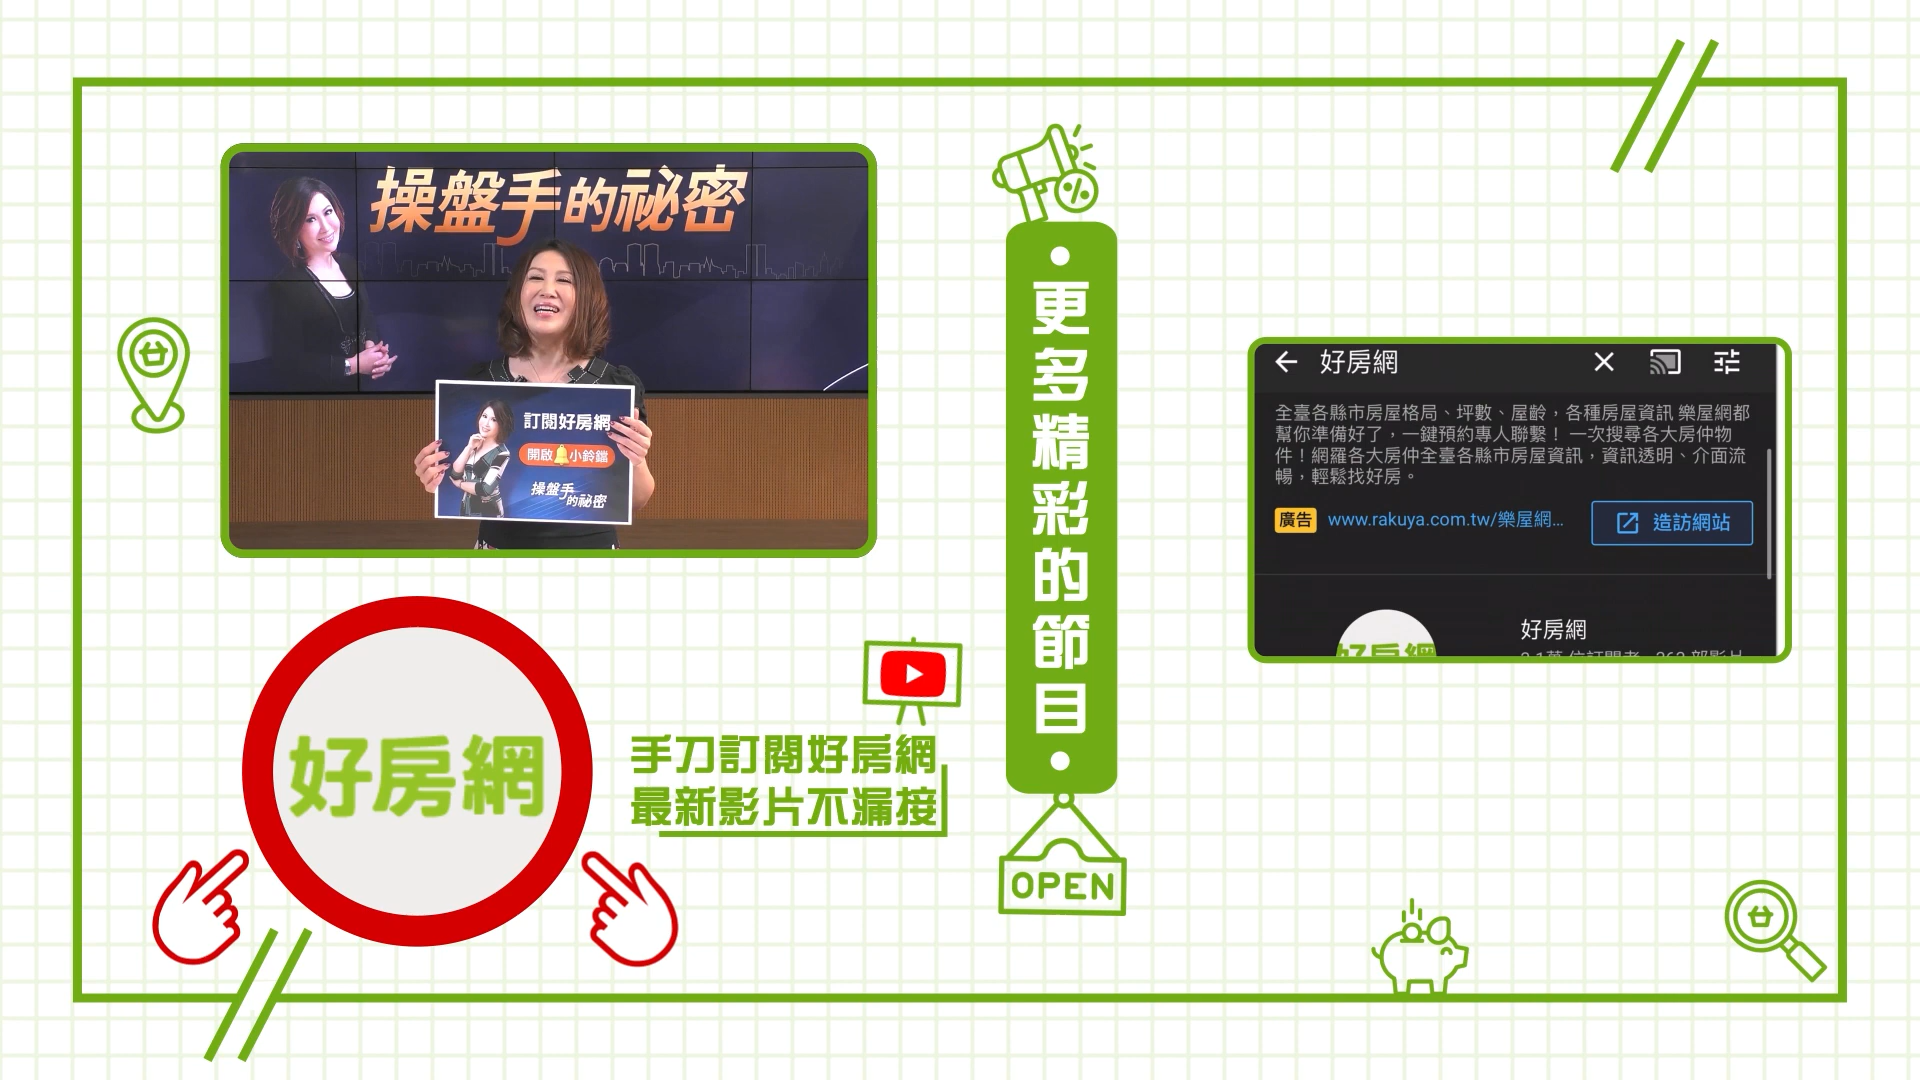 操盤手的祕密
訂閱好房網
開啟小鈴鐺
操盤手的祕密
好房網
手刀訂閱好房網
最新影片不漏接
更多精彩的節目
OPEN
好房網
全臺各縣市房屋格局、坪數、屋齡，各種房屋資訊 樂屋網都
幫你準備好了，一鍵預約專人聯繫！ 一次搜尋各大房仲物
件！網羅各大房仲全臺各縣市房屋資訊，資訊透明、介面流
暢，輕鬆找好房。
廣告 www.rakuya.com.tw/樂屋網... 造訪網站
好房網
好房網